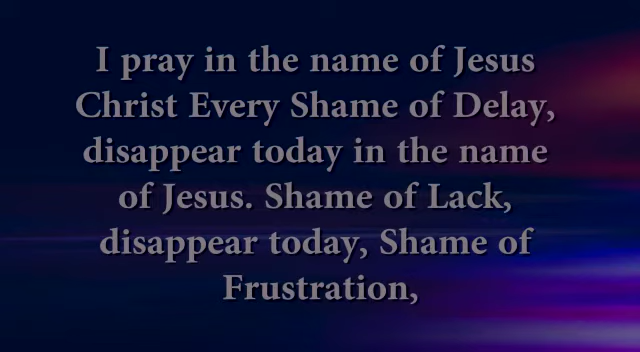 I pray in the name of Jesus
Christ Every Shame of Delay,
disappear today in the name
of Jesus. Shame of Lack,
disappear today, Shame of
Frustration,